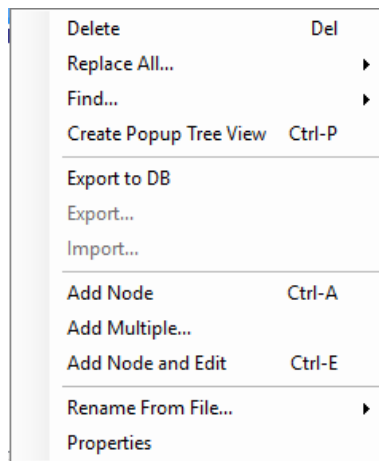 Delete Del
Replace All...
Find...
Create Popup Tree View Ctrl-P
Export to DB
Export...
Import...
Add Node Ctrl-A
Add Multiple...
Add Node and Edit Ctrl-E
Rename From File...
Properties